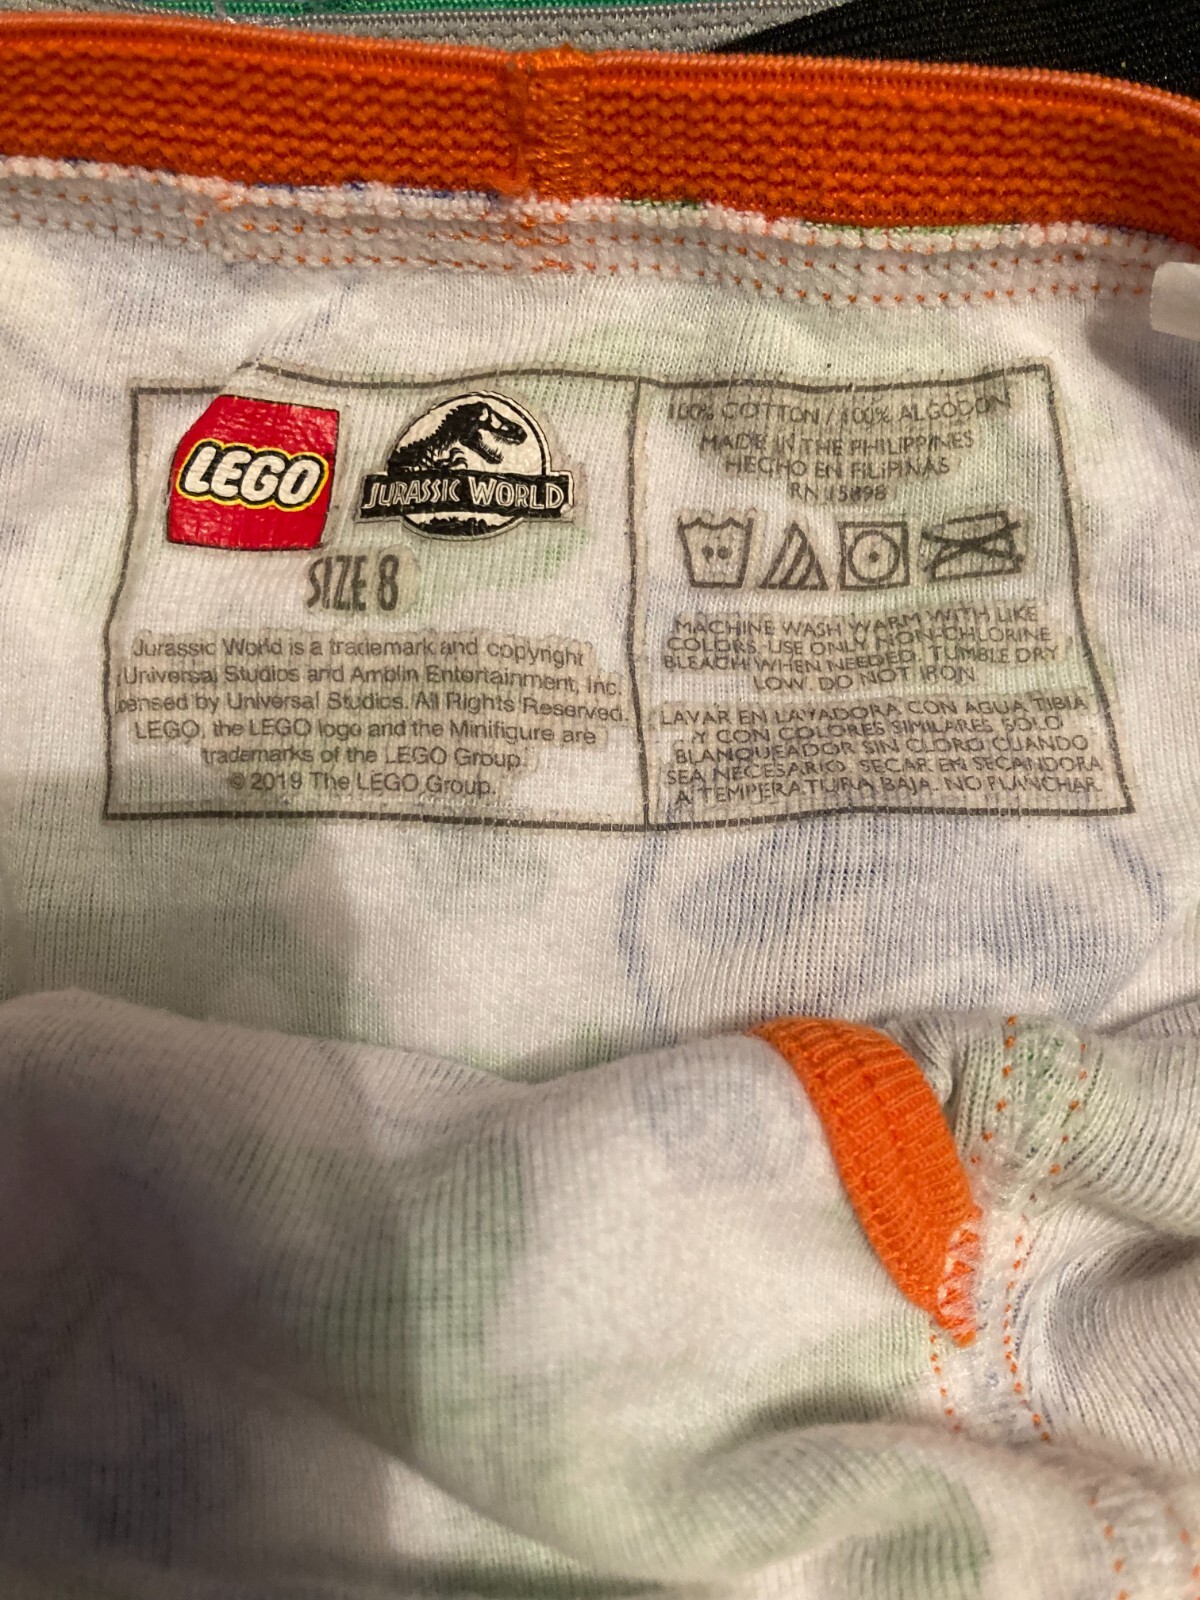 LEGO
JURASSIC WORLD
SIZE 8
Jurassic World is a trademark and copyright
Universal Studios and Amblin Entertainment, Inc.
censed by Universal Studios. All Rights Reserved.
LEGO, the LEGO logo and the Minifigure are
trademarks of the LEGO Group.
© 2019 The LEGO Group.
100% COTTON / 100% ALGODON
MADE IN THE PHILIPPINES
HECHO EN FILIPINAS
RN 15898
MACHINE WASH WARM WITH LIKE
COLORS. USE ONLY NON-CHLORINE
BLEACH WHEN NEEDED. TUMBLE DRY
LOW. DO NOT IRON.
LAVAR EN LAVADORA CON AGUA TIBIA
Y CON COLORES SIMILARES. SOLO
BLANQUEADOR SIN CLORO CUANDO
SEA NECESARIO. SECAR EN SECANDORA
A TEMPERATURA BAJA. NO PLANCHAR.